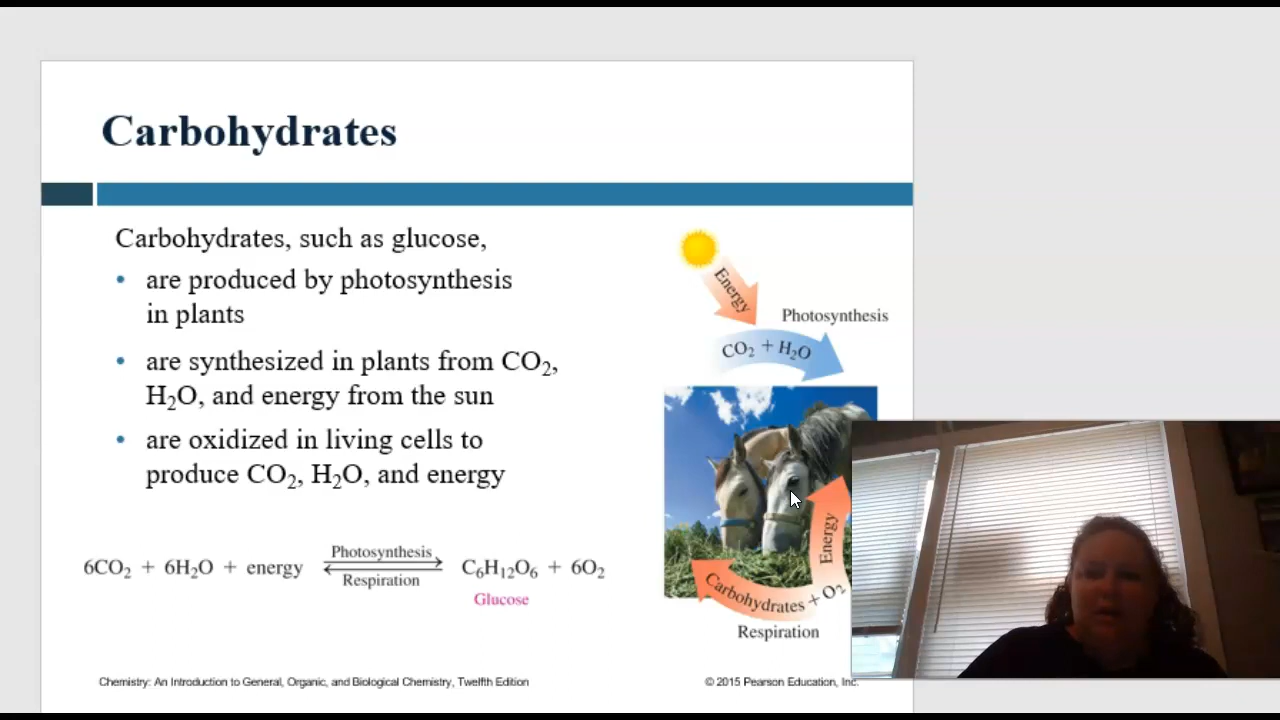 Carbohydrates
Carbohydrates, such as glucose,
• are produced by photosynthesis
in plants
• are synthesized in plants from CO₂,
H₂O, and energy from the sun
• are oxidized in living cells to
produce CO₂, H₂O, and energy
6CO₂ + 6H₂O + energy
Photosynthesis
Respiration
C₆H₁₂O₆ + 6O₂
Glucose
Energy
Photosynthesis
CO₂ + H₂O
Energy
Carbohydrates + O₂
Respiration
Chemistry: An Introduction to General, Organic, and Biological Chemistry, Twelfth Edition
© 2015 Pearson Education, Inc.